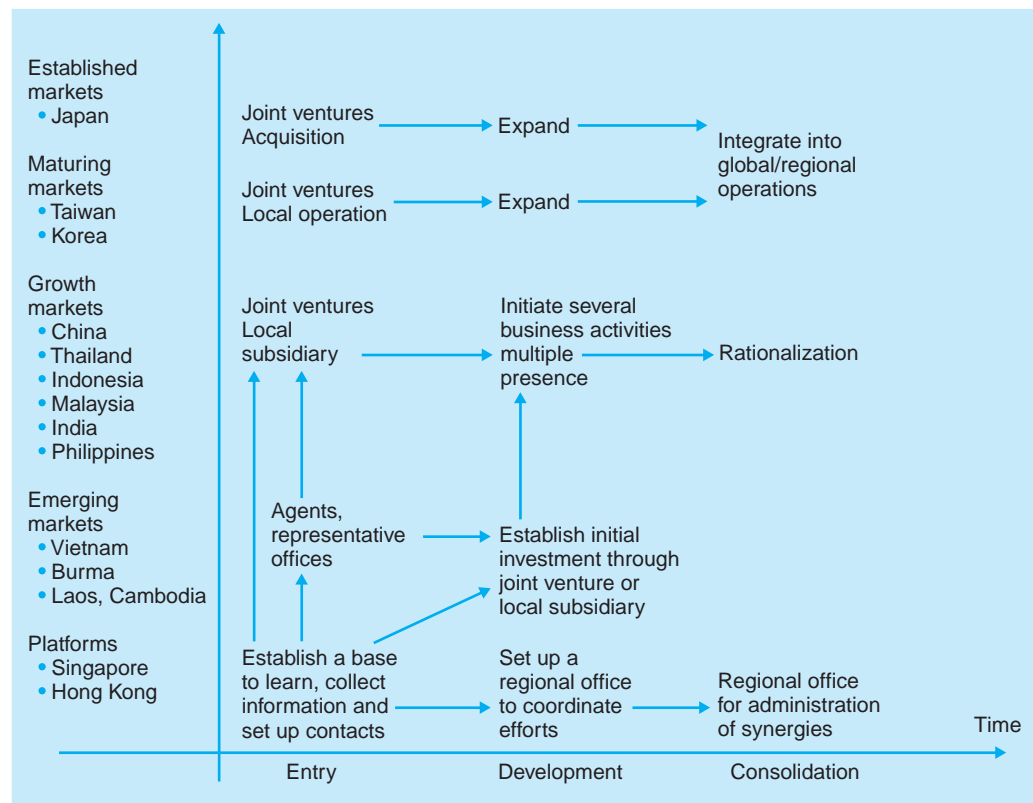 Established
markets
• Japan
Maturing
markets
• Taiwan
• Korea
Growth
markets
• China
• Thailand
• Indonesia
• Malaysia
• India
• Philippines
Emerging
markets
• Vietnam
• Burma
• Laos, Cambodia
Platforms
• Singapore
• Hong Kong
Joint ventures
Acquisition
Expand
Integrate into
global/regional
operations
Joint ventures
Local operation
Expand
Joint ventures
Local
subsidiary
Initiate several
business activities
multiple
presence
Rationalization
Agents,
representative
offices
Establish initial
investment through
joint venture or
local subsidiary
Establish a base
to learn, collect
information and
set up contacts
Set up a
regional office
to coordinate
efforts
Regional office
for administration
of synergies
Time
Entry
Development
Consolidation